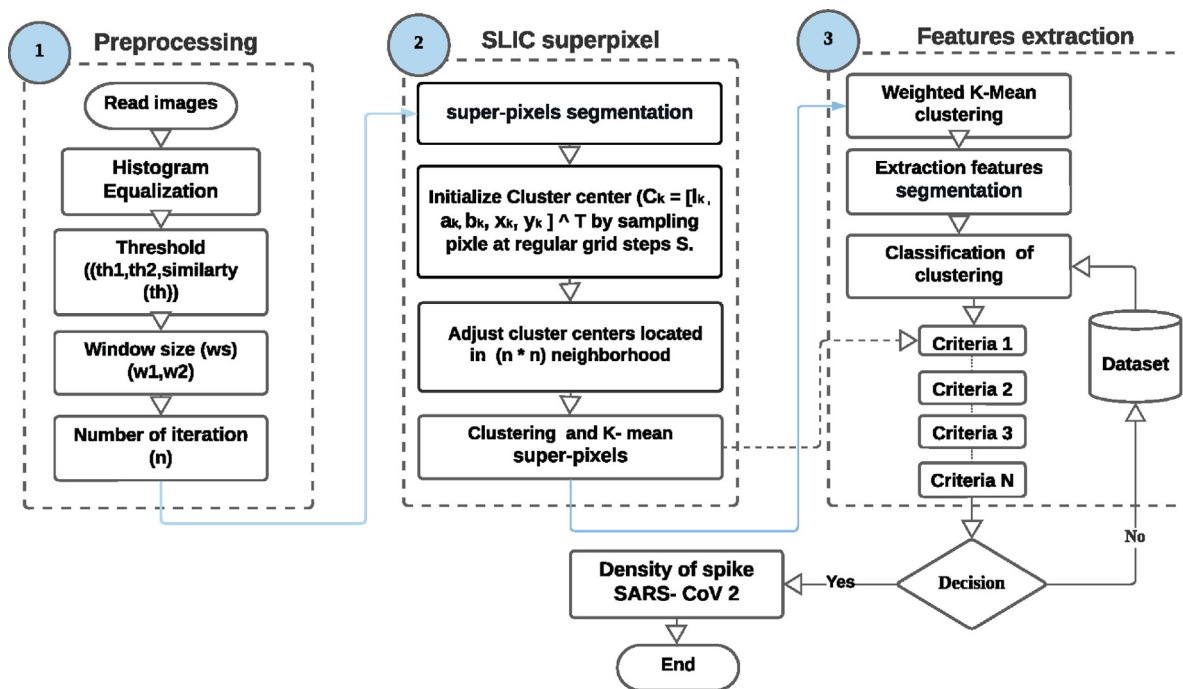 1
Preprocessing
Read images
Histogram
Equalization
Threshold
((th1,th2,similarty
(th))
Window size (ws)
(w1,w2)
Number of iteration
(n)
2
SLIC superpixel
super-pixels segmentation
Initialize Cluster center (Cₖ = [lₖ,
aₖ, bₖ, xₖ, yₖ ] ^ T by sampling
pixle at regular grid steps S.
Adjust cluster centers located
in (n * n) neighborhood
Clustering and K- mean
super-pixels
3
Features extraction
Weighted K-Mean
clustering
Extraction features
segmentation
Classification of
clustering
Criteria 1
Criteria 2
Criteria 3
Criteria N
Dataset
No
Decision
Yes
Density of spike
SARS- CoV 2
End